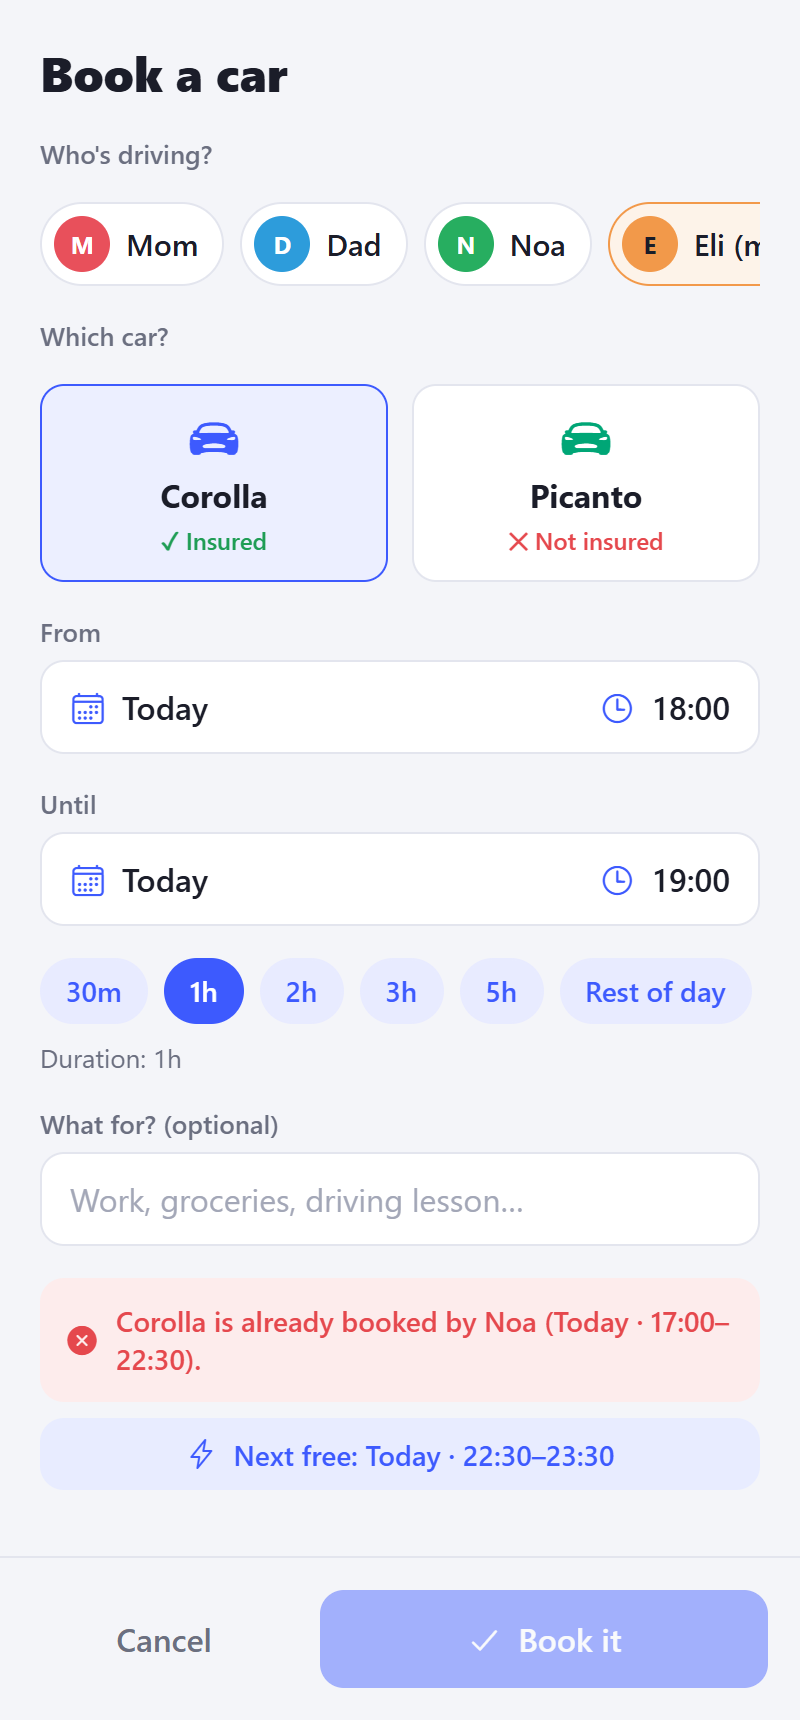 Book a car
Who's driving?
M Mom
D Dad
N Noa
E Eli (m
Which car?
Corolla
✓ Insured
Picanto
✕ Not insured
From
Today 18:00
Until
Today 19:00
30m 1h 2h 3h 5h Rest of day
Duration: 1h
What for? (optional)
Work, groceries, driving lesson...
Corolla is already booked by Noa (Today · 17:00–
22:30).
Next free: Today · 22:30–23:30
Cancel
Book it